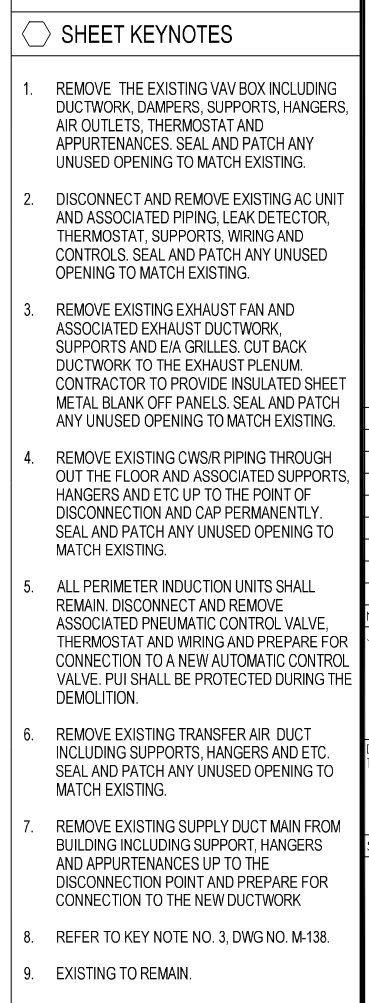 SHEET KEYNOTES
1. REMOVE THE EXISTING VAV BOX INCLUDING
DUCTWORK, DAMPERS, SUPPORTS, HANGERS,
AIR OUTLETS, THERMOSTAT AND
APPURTENANCES. SEAL AND PATCH ANY
UNUSED OPENING TO MATCH EXISTING.
2. DISCONNECT AND REMOVE EXISTING AC UNIT
AND ASSOCIATED PIPING, LEAK DETECTOR,
THERMOSTAT, SUPPORTS, WIRING AND
CONTROLS. SEAL AND PATCH ANY UNUSED
OPENING TO MATCH EXISTING.
3. REMOVE EXISTING EXHAUST FAN AND
ASSOCIATED EXHAUST DUCTWORK,
SUPPORTS AND E/A GRILLES. CUT BACK
DUCTWORK TO THE EXHAUST PLENUM.
CONTRACTOR TO PROVIDE INSULATED SHEET
METAL BLANK OFF PANELS. SEAL AND PATCH
ANY UNUSED OPENING TO MATCH EXISTING.
4. REMOVE EXISTING CWS/R PIPING THROUGH
OUT THE FLOOR AND ASSOCIATED SUPPORTS,
HANGERS AND ETC UP TO THE POINT OF
DISCONNECTION AND CAP PERMANENTLY.
SEAL AND PATCH ANY UNUSED OPENING TO
MATCH EXISTING.
5. ALL PERIMETER INDUCTION UNITS SHALL
REMAIN. DISCONNECT AND REMOVE
ASSOCIATED PNEUMATIC CONTROL VALVE,
THERMOSTAT AND WIRING AND PREPARE FOR
CONNECTION TO A NEW AUTOMATIC CONTROL
VALVE. PUI SHALL BE PROTECTED DURING THE
DEMOLITION.
6. REMOVE EXISTING TRANSFER AIR DUCT
INCLUDING SUPPORTS, HANGERS AND ETC.
SEAL AND PATCH ANY UNUSED OPENING TO
MATCH EXISTING.
7. REMOVE EXISTING SUPPLY DUCT MAIN FROM
BUILDING INCLUDING SUPPORT, HANGERS
AND APPURTENANCES UP TO THE
DISCONNECTION POINT AND PREPARE FOR
CONNECTION TO THE NEW DUCTWORK
8. REFER TO KEY NOTE NO. 3, DWG NO. M-138.
9. EXISTING TO REMAIN.